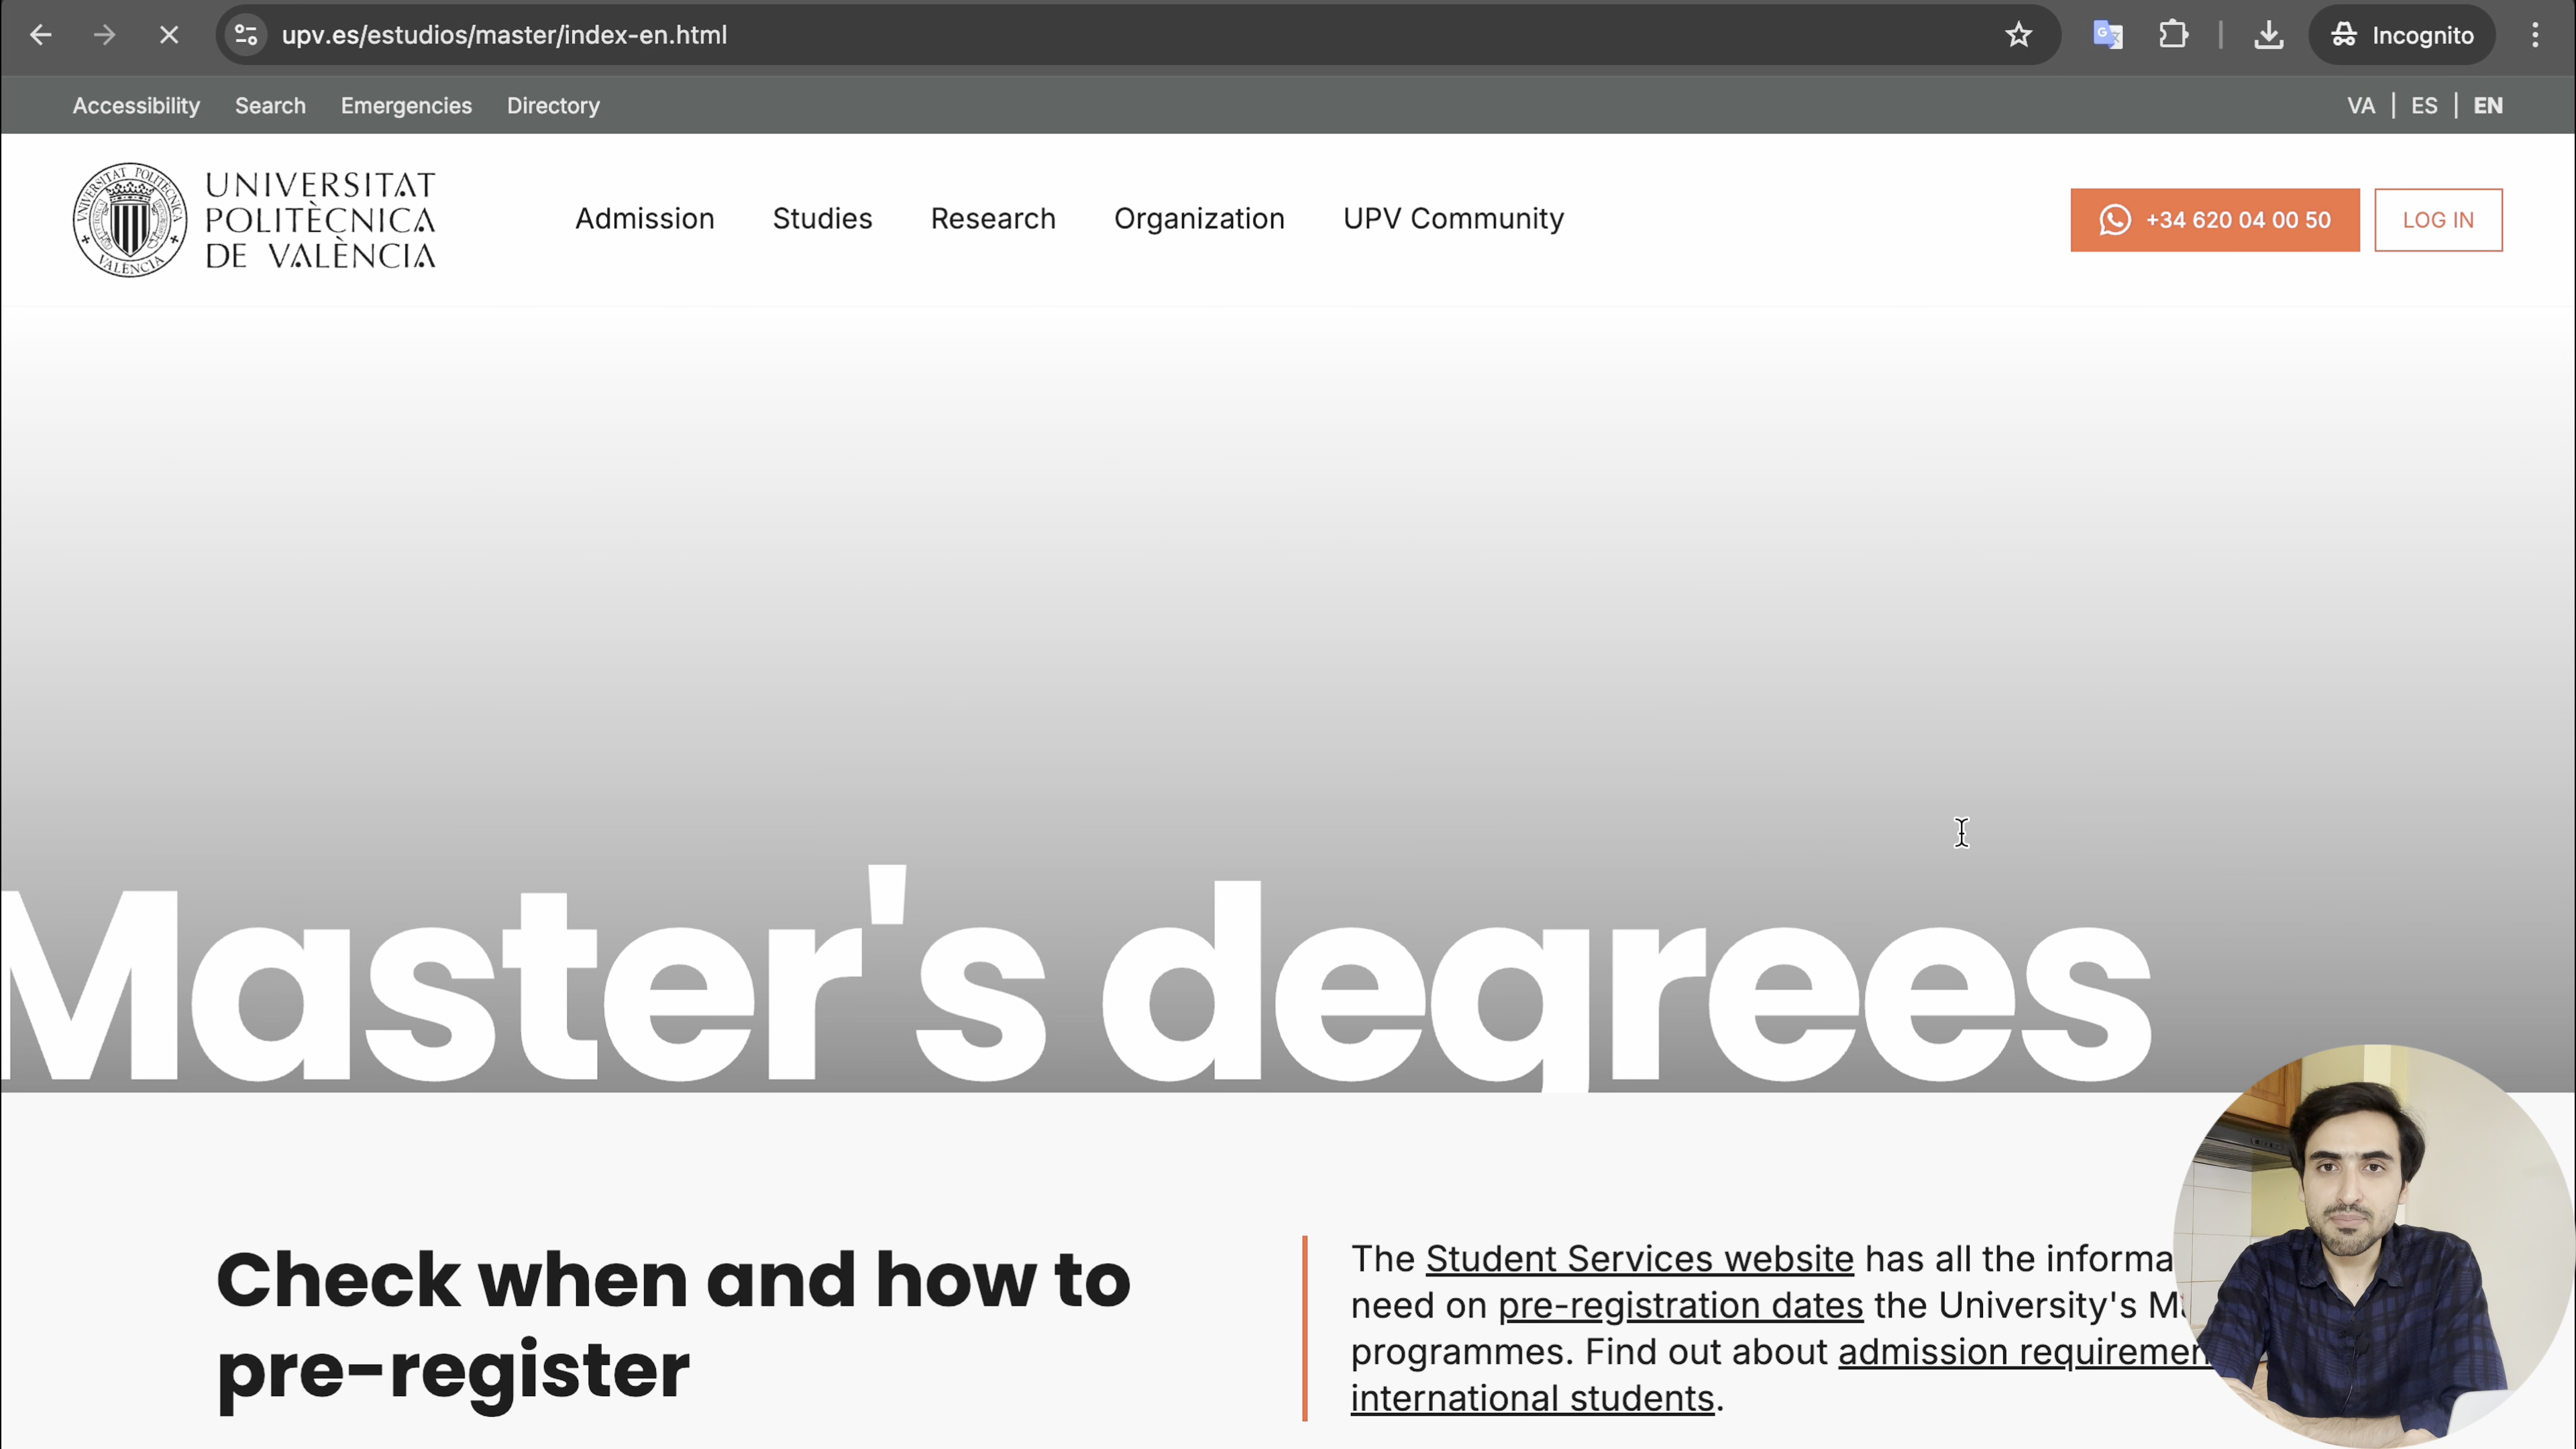 upv.es/estudios/master/index-en.html
Incognito
Accessibility Search Emergencies Directory
VA | ES | EN
UNIVERSITAT
POLITÈCNICA
DE VALÈNCIA
Admission Studies Research Organization UPV Community
+34 620 04 00 50
LOG IN
Master's degrees
Check when and how to
pre-register
The Student Services website has all the informa
need on pre-registration dates the University's M
programmes. Find out about admission requiremen
international students.